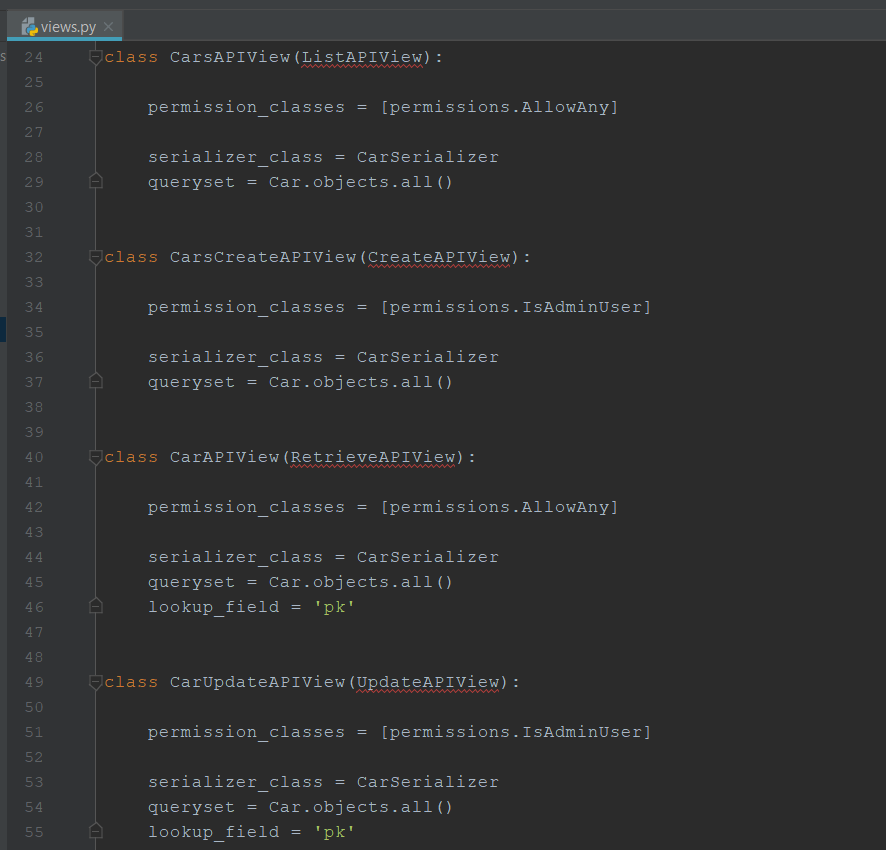 views.py
s
24 class CarsAPIView(ListAPIView):
25
26     permission_classes = [permissions.AllowAny]
27
28     serializer_class = CarSerializer
29     queryset = Car.objects.all()
30
31
32 class CarsCreateAPIView(CreateAPIView):
33
34     permission_classes = [permissions.IsAdminUser]
35
36     serializer_class = CarSerializer
37     queryset = Car.objects.all()
38
39
40 class CarAPIView(RetrieveAPIView):
41
42     permission_classes = [permissions.AllowAny]
43
44     serializer_class = CarSerializer
45     queryset = Car.objects.all()
46     lookup_field = 'pk'
47
48
49 class CarUpdateAPIView(UpdateAPIView):
50
51     permission_classes = [permissions.IsAdminUser]
52
53     serializer_class = CarSerializer
54     queryset = Car.objects.all()
55     lookup_field = 'pk'